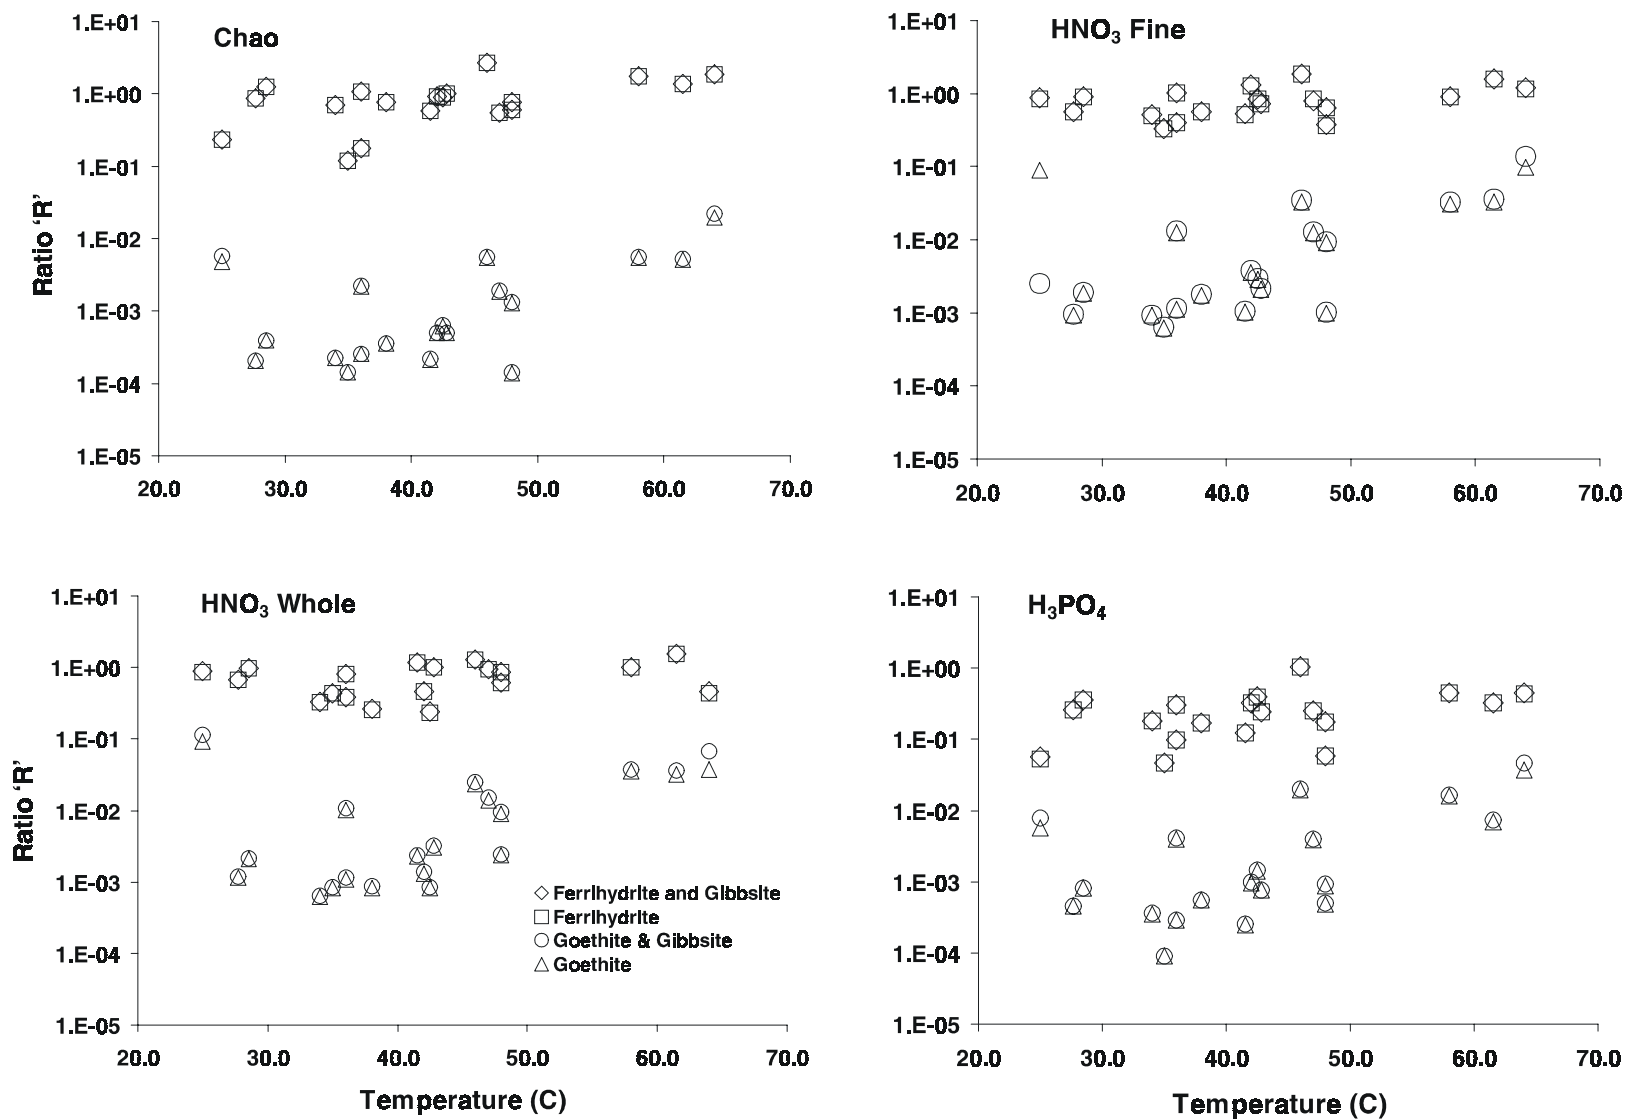 Chao
1.E+01
1.E+00
1.E-01
1.E-02
1.E-03
1.E-04
1.E-05
Ratio ‘R’
20.0 30.0 40.0 50.0 60.0 70.0
HNO3 Fine
1.E+01
1.E+00
1.E-01
1.E-02
1.E-03
1.E-04
1.E-05
20.0 30.0 40.0 50.0 60.0 70.0
HNO3 Whole
1.E+01
1.E+00
1.E-01
1.E-02
1.E-03
1.E-04
1.E-05
Ratio ‘R’
Ferrihydrite and Gibbsite
Ferrihydrite
Goethite & Gibbsite
Goethite
20.0 30.0 40.0 50.0 60.0 70.0
Temperature (C)
H3PO4
1.E+01
1.E+00
1.E-01
1.E-02
1.E-03
1.E-04
1.E-05
20.0 30.0 40.0 50.0 60.0 70.0
Temperature (C)